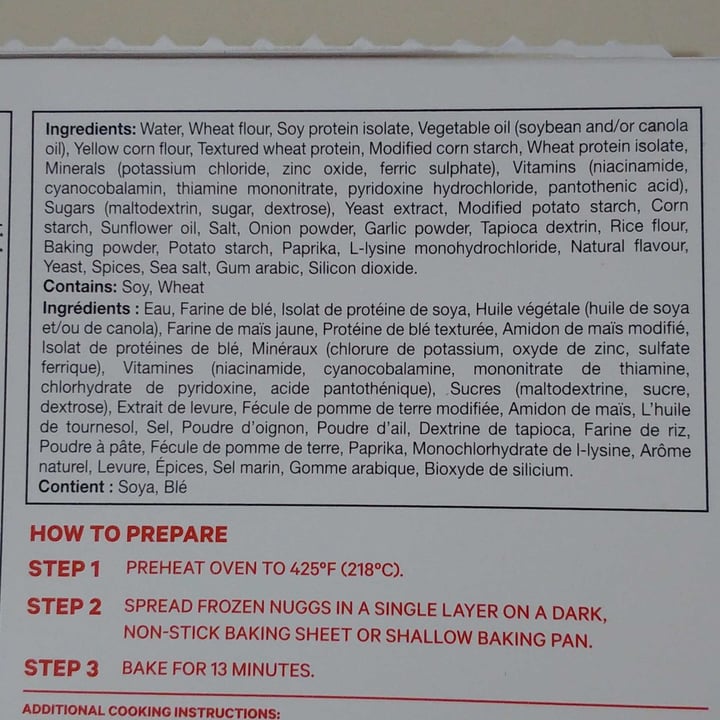 Ingredients: Water, Wheat flour, Soy protein isolate, Vegetable oil (soybean and/or canola
oil), Yellow corn flour, Textured wheat protein, Modified corn starch, Wheat protein isolate,
Minerals (potassium chloride, zinc oxide, ferric sulphate), Vitamins (niacinamide,
cyanocobalamin, thiamine mononitrate, pyridoxine hydrochloride, pantothenic acid),
Sugars (maltodextrin, sugar, dextrose), Yeast extract, Modified potato starch, Corn
starch, Sunflower oil, Salt, Onion powder, Garlic powder, Tapioca dextrin, Rice flour,
Baking powder, Potato starch, Paprika, L-lysine monohydrochloride, Natural flavour,
Yeast, Spices, Sea salt, Gum arabic, Silicon dioxide.
Contains: Soy, Wheat
Ingrédients : Eau, Farine de blé, Isolat de protéine de soya, Huile végétale (huile de soya
et/ou de canola), Farine de maïs jaune, Protéine de blé texturée, Amidon de maïs modifié,
Isolat de protéines de blé, Minéraux (chlorure de potassium, oxyde de zinc, sulfate
ferrique), Vitamines (niacinamide, cyanocobalamine, mononitrate de thiamine,
chlorhydrate de pyridoxine, acide pantothénique), Sucres (maltodextrine, sucre,
dextrose), Extrait de levure, Fécule de pomme de terre modifiée, Amidon de maïs, L'huile
de tournesol, Sel, Poudre d'oignon, Poudre d'ail, Dextrine de tapioca, Farine de riz,
Poudre à pâte, Fécule de pomme de terre, Paprika, Monochlorhydrate de l-lysine, Arôme
naturel, Levure, Épices, Sel marin, Gomme arabique, Bioxyde de silicium.
Contient : Soya, Blé
HOW TO PREPARE
STEP 1 PREHEAT OVEN TO 425°F (218°C).
STEP 2 SPREAD FROZEN NUGGS IN A SINGLE LAYER ON A DARK,
NON-STICK BAKING SHEET OR SHALLOW BAKING PAN.
STEP 3 BAKE FOR 13 MINUTES.
ADDITIONAL COOKING INSTRUCTIONS: